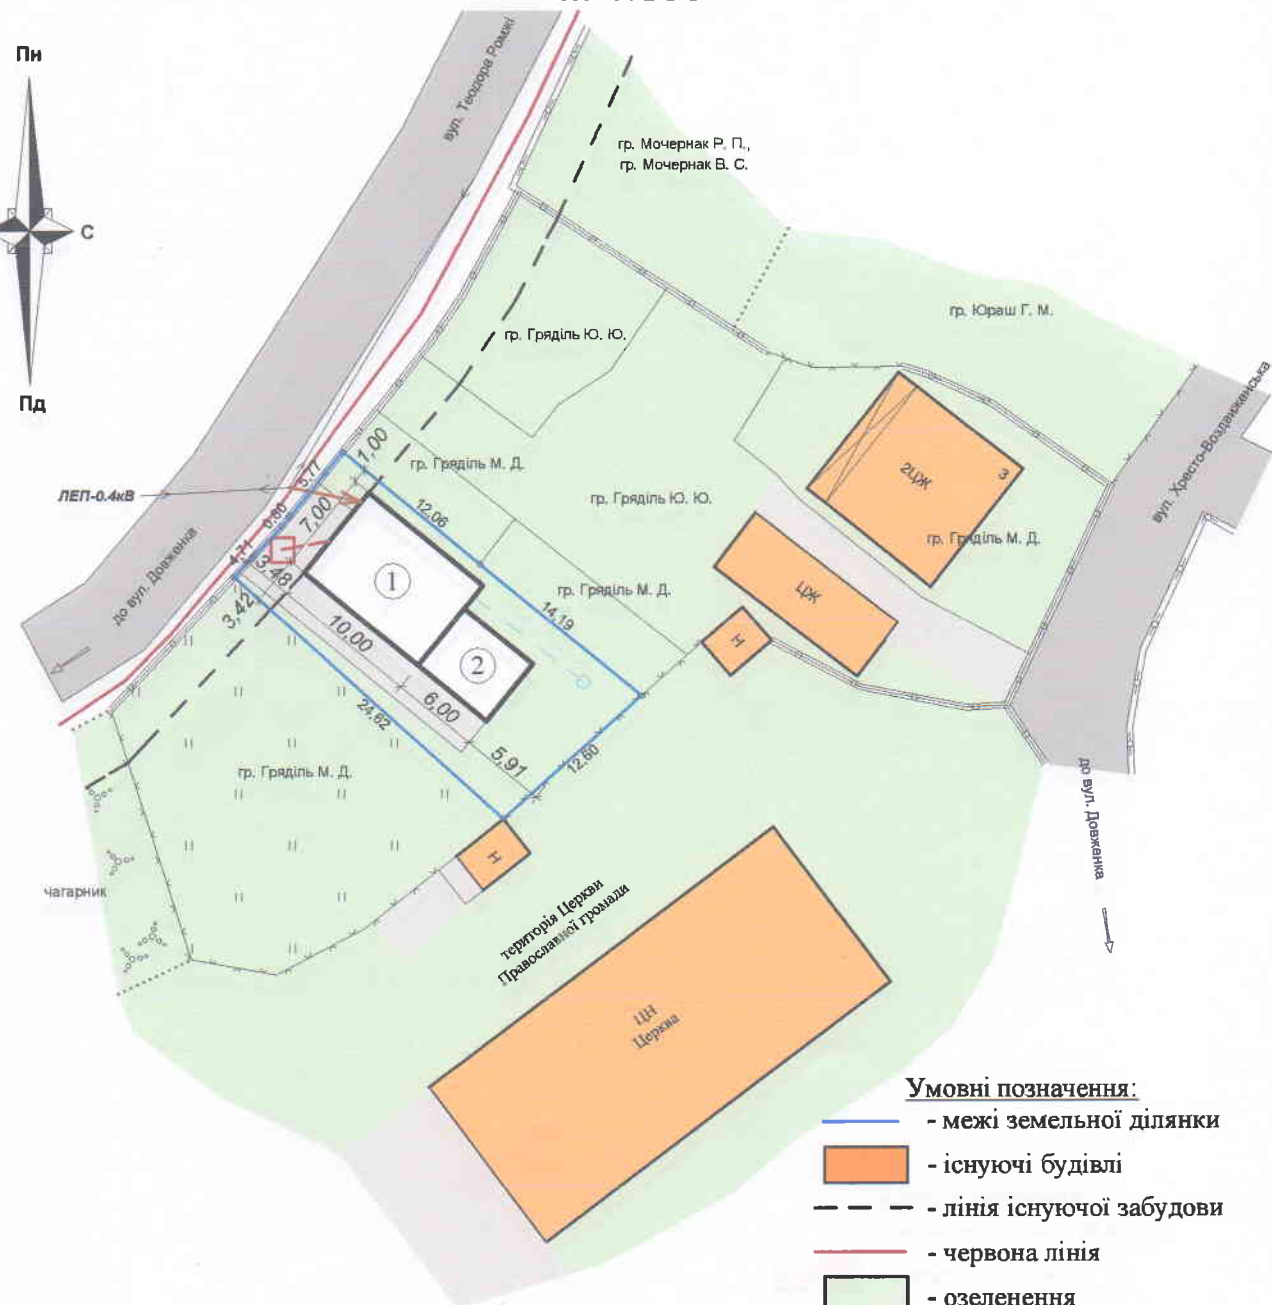 Пн
С
Пд
вул. Теодора Ромжі
гр. Мочернак Р. П.,
гр. Мочернак В. С.
гр. Юраш Г. М.
гр. Гряділь Ю. Ю.
вул. Хресто-Воздвиженська
гр. Гряділь М. Д.
гр. Гряділь Ю. Ю.
2ЦЖ
3
гр. Гряділь М. Д.
ЛЕП-0.4кВ
5,77
1,00
0,80
7,00
12,06
4,71
3,48
3,42
до вул. Довженка
1
гр. Гряділь М. Д.
ЦЖ
14,19
Н
10,00
2
24,62
6,00
5,91
12,60
гр. Гряділь М. Д.
до вул. Довженка
Н
чагарник
територія Церкви
Православної громади
ЦН
Церква
Умовні позначення:
- межі земельної ділянки
- існуючі будівлі
- лінія існуючої забудови
- червона лінія
- озеленення